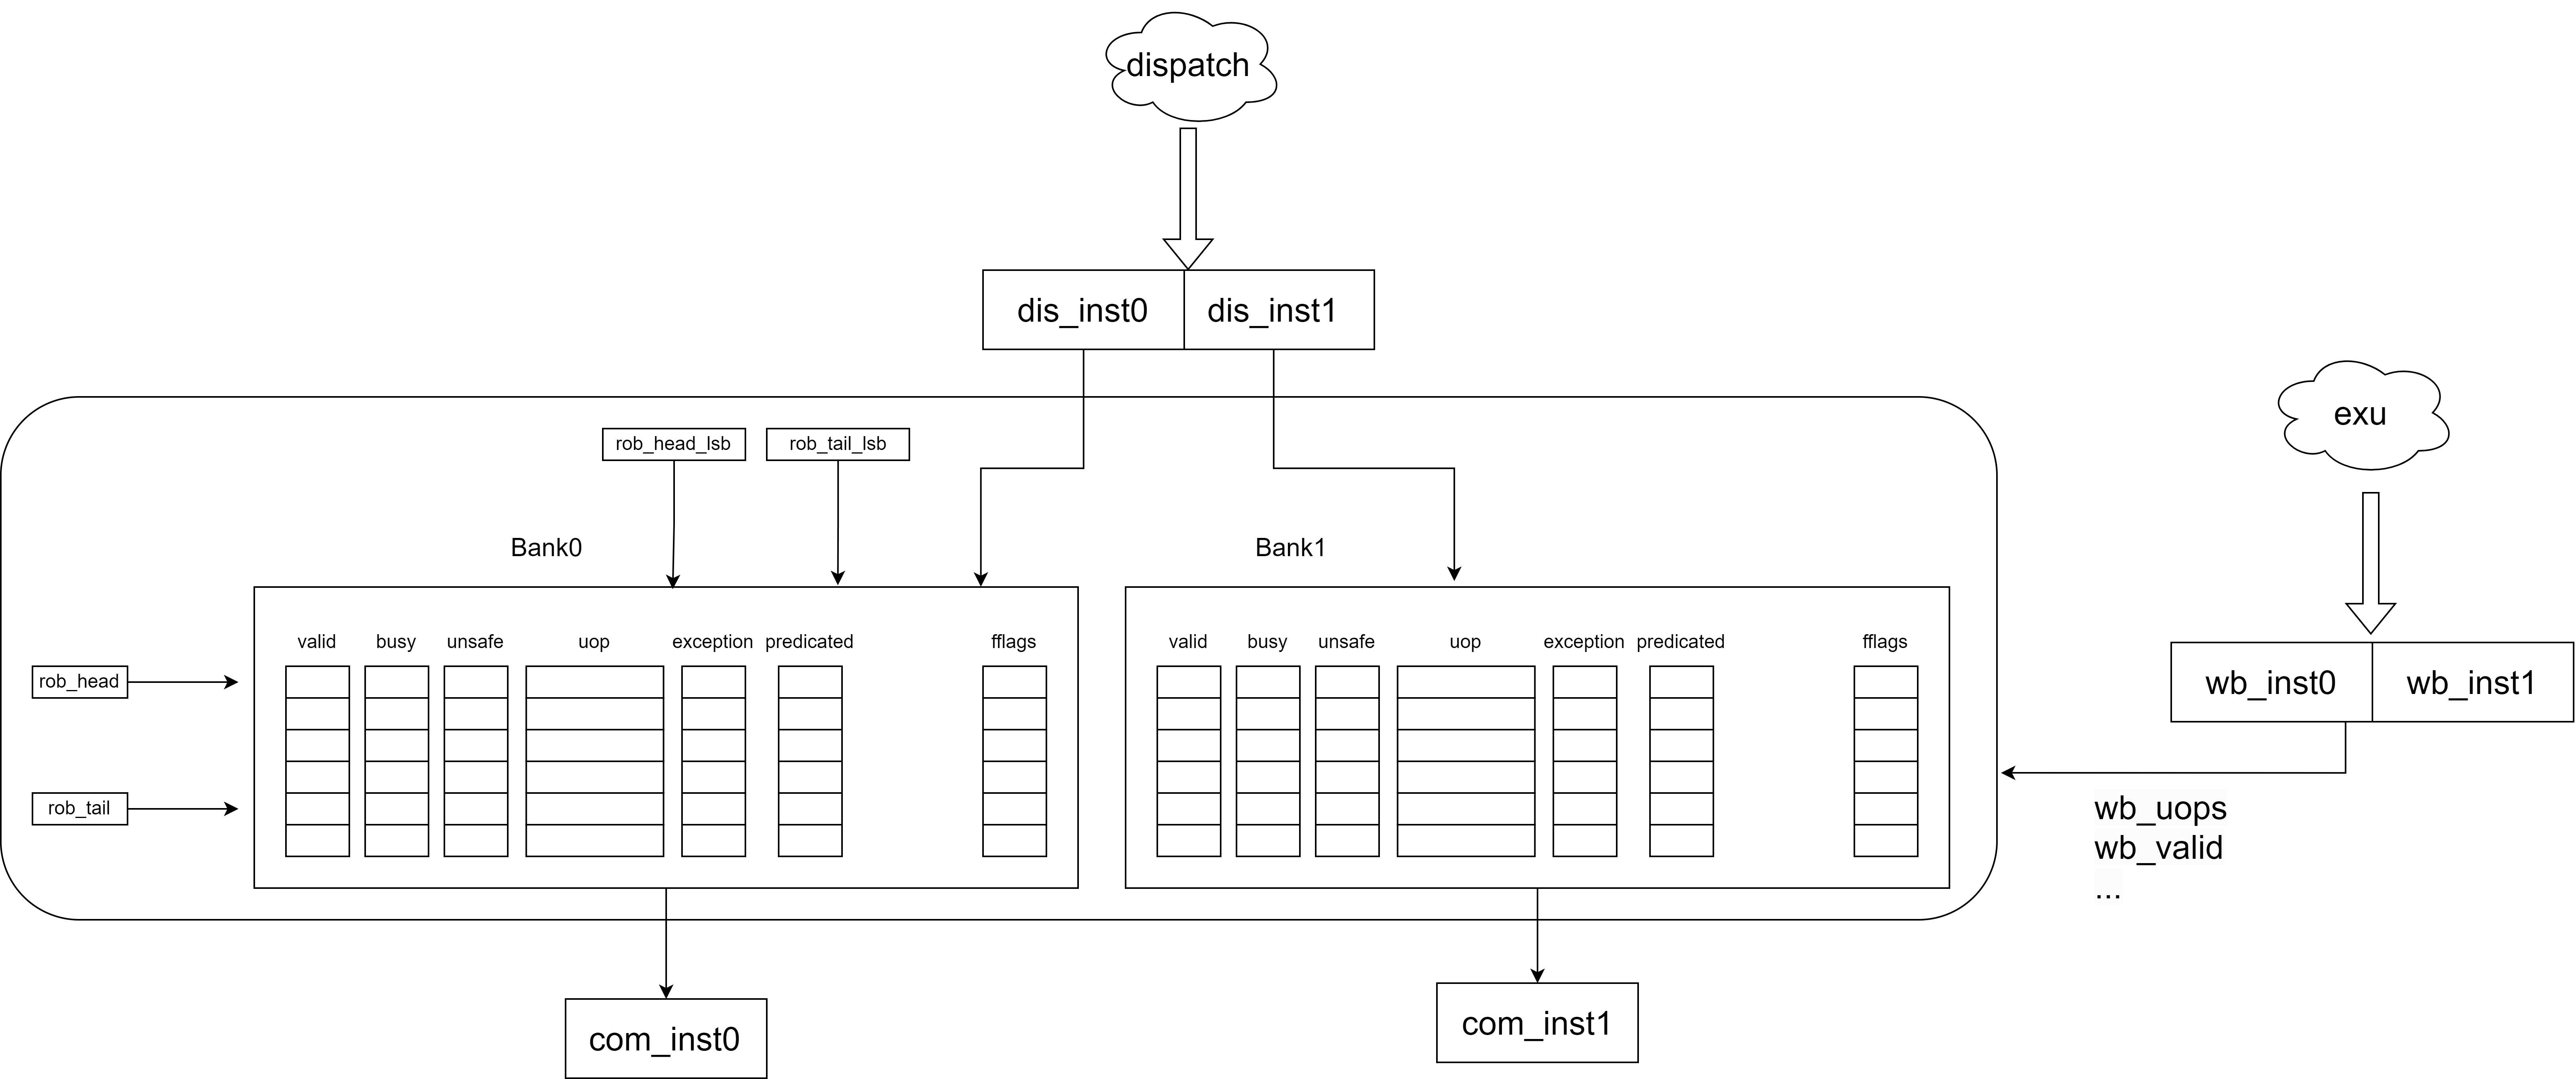 dispatch
dis_inst0 dis_inst1
exu
rob_head_lsb rob_tail_lsb
Bank0 Bank1
valid busy unsafe uop exception predicated fflags valid busy unsafe uop exception predicated fflags
rob_head
wb_inst0 wb_inst1
rob_tail
wb_uops
wb_valid
...
com_inst0 com_inst1